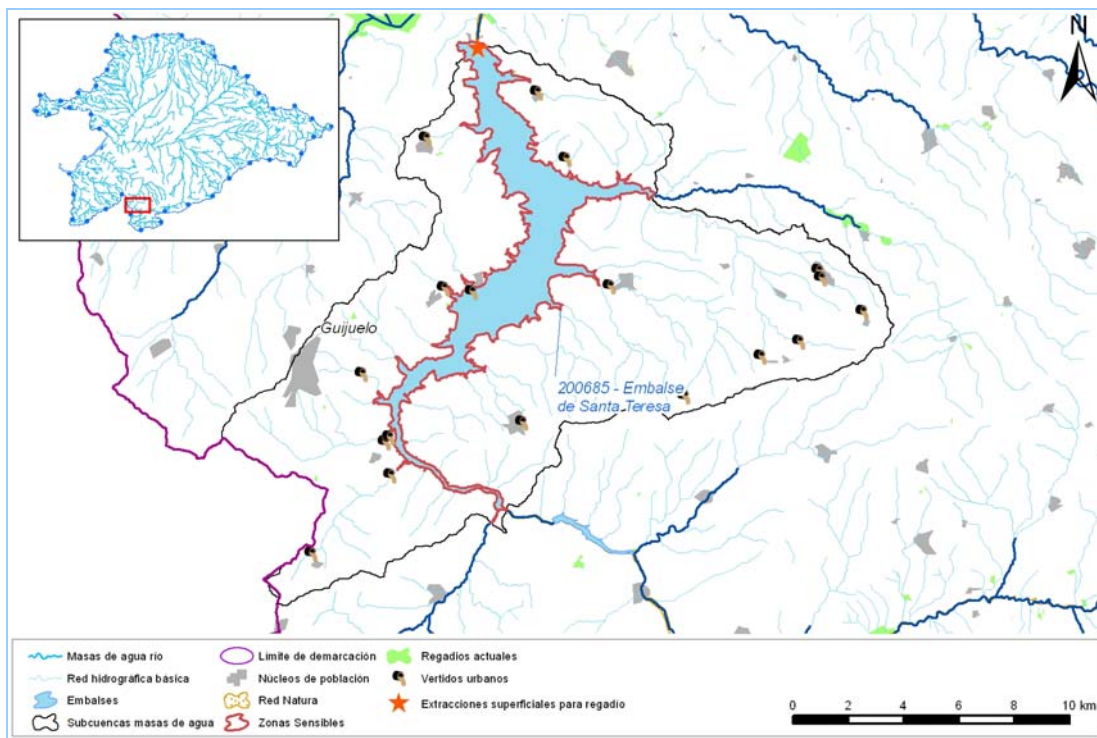 N
Guijuelo
200685 - Embalse
de Santa Teresa
Masas de agua río
Límite de demarcación
Regadíos actuales
Red hidrográfica básica
Núcleos de población
Vertidos urbanos
Embalses
Red Natura
Extracciones superficiales para regadío
Subcuencas masas de agua
Zonas Sensibles
0 2 4 6 8 10 km